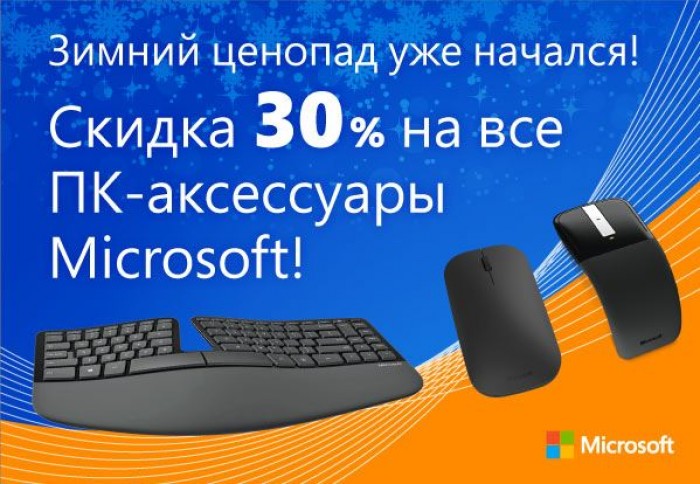 Зимний ценопад уже начался!
Скидка 30% на все
ПК-аксессуары
Microsoft!
Microsoft